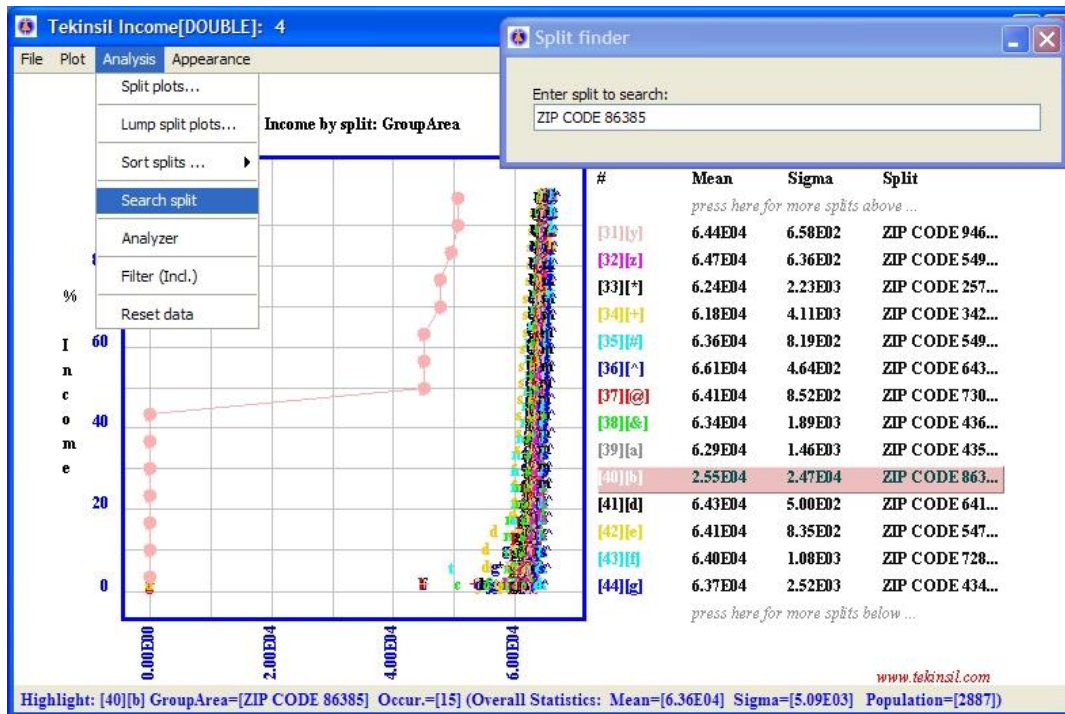 Tekinsil Income[DOUBLE]: 4
File Plot Analysis Appearance
Split plots...
Lump split plots...
Sort splits ...
Search split
Analyzer
Filter (Incl.)
Reset data
Split finder
Enter split to search:
ZIP CODE 86385
Income by split: GroupArea
% Income
60
40
20
0
0.00E00 2.00E04 4.00E04 6.00E04
# Mean Sigma Split
press here for more splits above ...
[31][y] 6.44E04 6.58E02 ZIP CODE 946...
[32][z] 6.47E04 6.36E02 ZIP CODE 549...
[33][*] 6.24E04 2.23E03 ZIP CODE 257...
[34][+] 6.18E04 4.11E03 ZIP CODE 342...
[35][#] 6.36E04 8.19E02 ZIP CODE 549...
[36][^] 6.61E04 4.64E02 ZIP CODE 643...
[37][@] 6.41E04 8.52E02 ZIP CODE 730...
[38][&] 6.34E04 1.89E03 ZIP CODE 436...
[39][a] 6.29E04 1.46E03 ZIP CODE 435...
[40][b] 2.55E04 2.47E04 ZIP CODE 863...
[41][d] 6.43E04 5.00E02 ZIP CODE 641...
[42][e] 6.41E04 8.35E02 ZIP CODE 547...
[43][f] 6.40E04 1.08E03 ZIP CODE 728...
[44][g] 6.37E04 2.52E03 ZIP CODE 434...
press here for more splits below ...
www.tekinsil.com
Highlight: [40][b] GroupArea=[ZIP CODE 86385] Occur.=[15] (Overall Statistics: Mean=[6.36E04] Sigma=[5.09E03] Population=[2887])